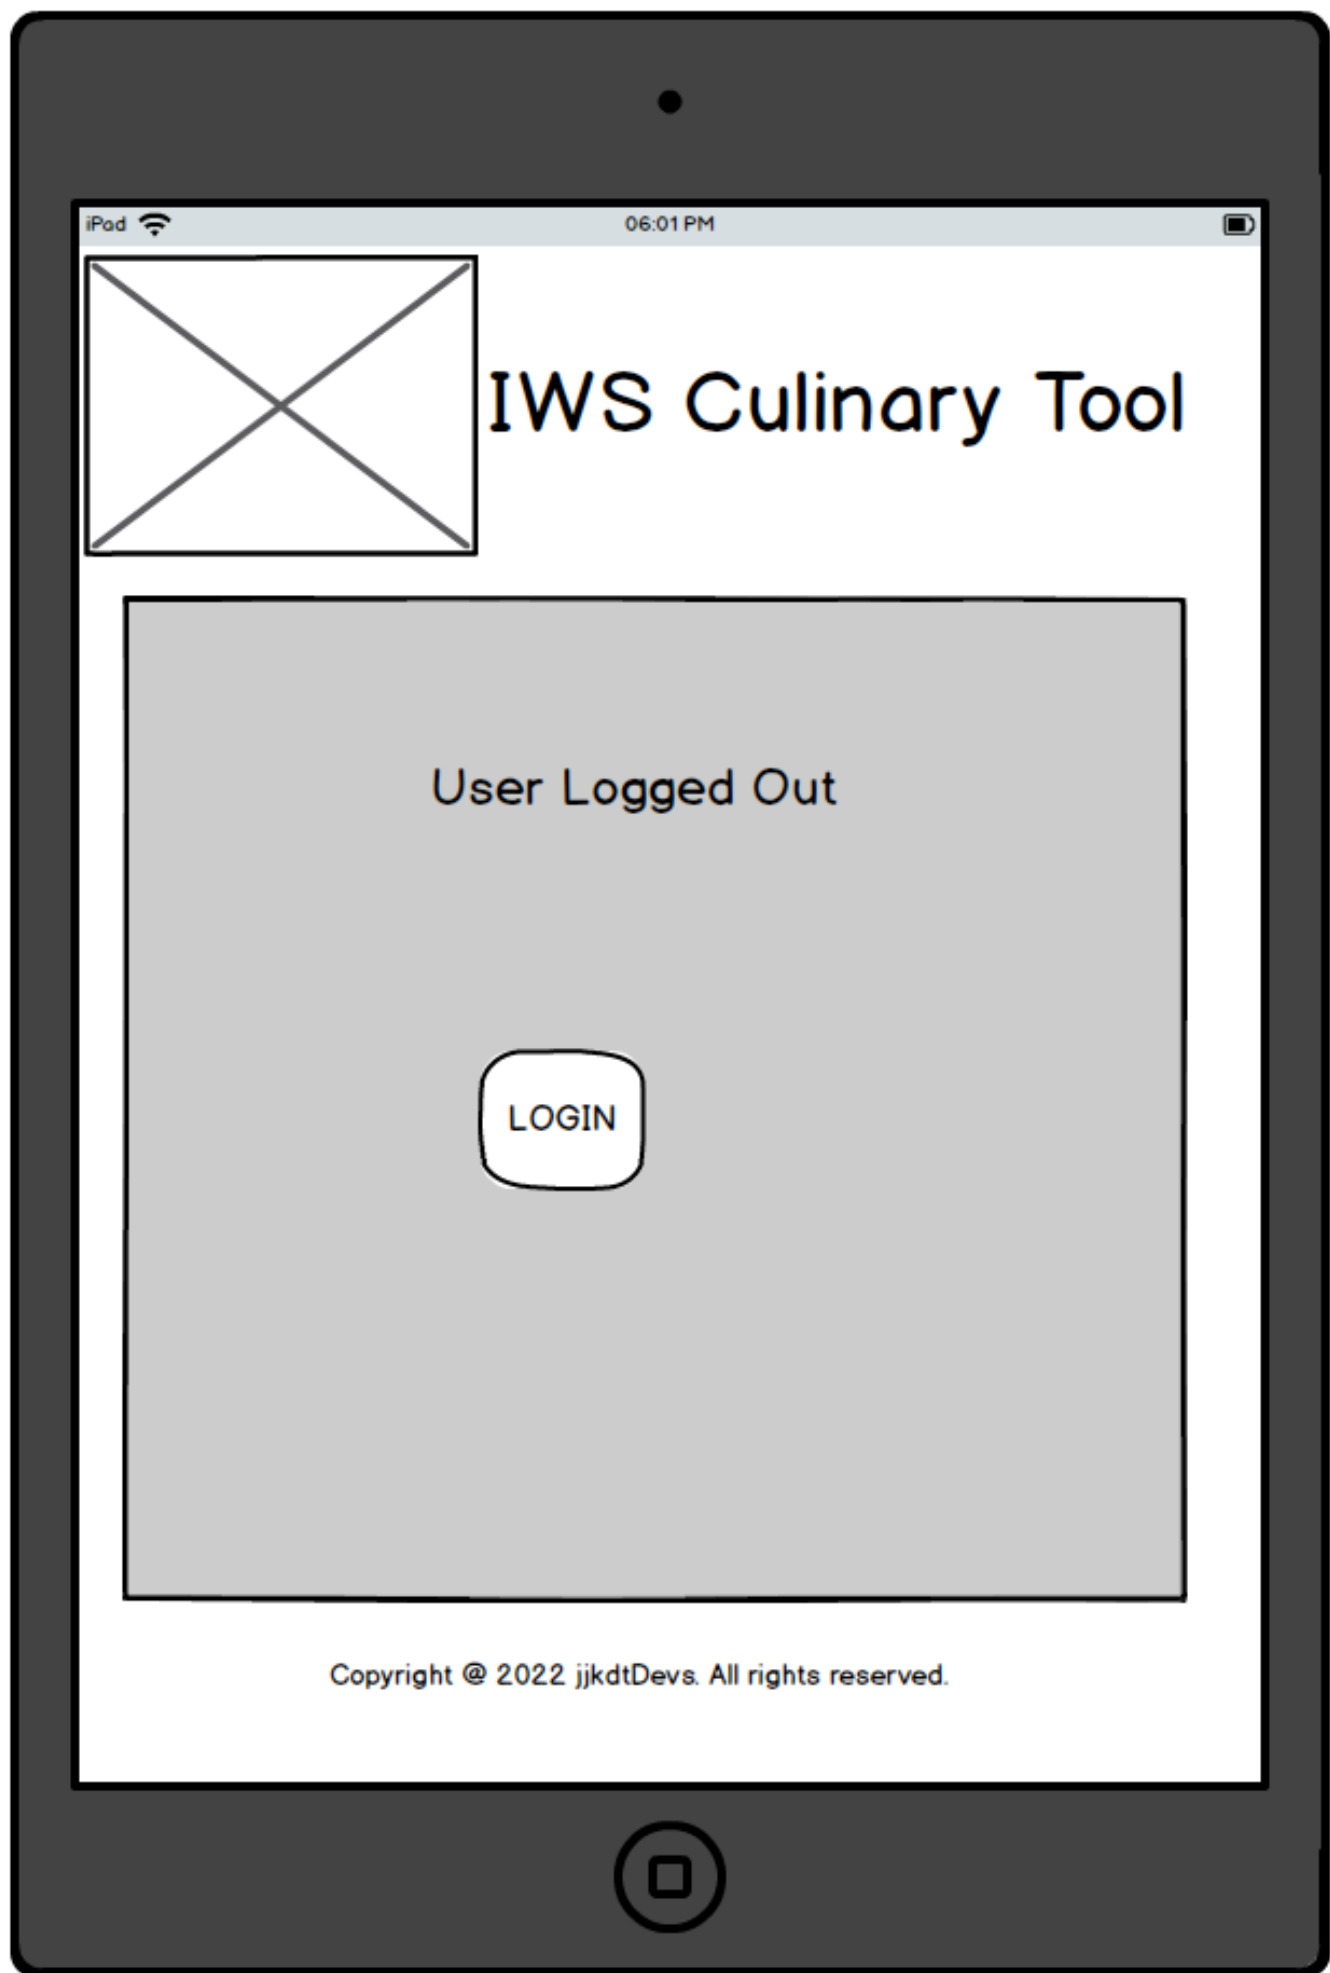 iPad
06:01 PM
IWS Culinary Tool
User Logged Out
LOGIN
Copyright @ 2022 jjkdtDevs. All rights reserved.